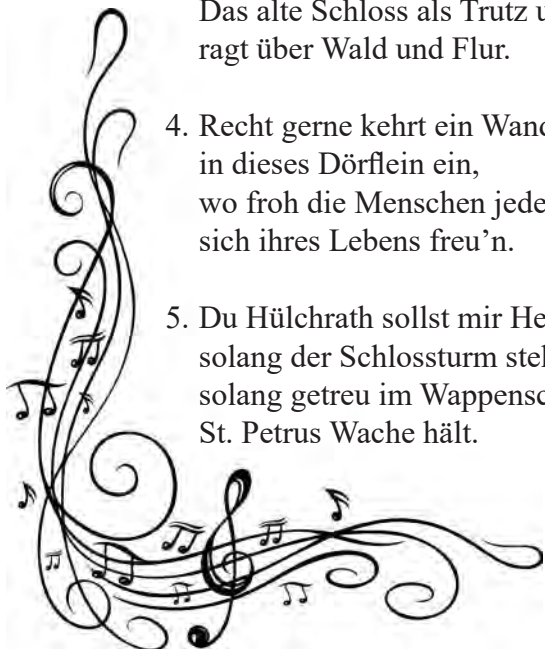 Das alte Schloss als Trutz
ragt über Wald und Flur.
4. Recht gerne kehrt ein
in dieses Dörflein ein,
wo froh die Menschen
sich ihres Lebens freu’n.
5. Du Hülchrath sollst mir
solang der Schlossturm
solang getreu im
St. Petrus Wache hält.